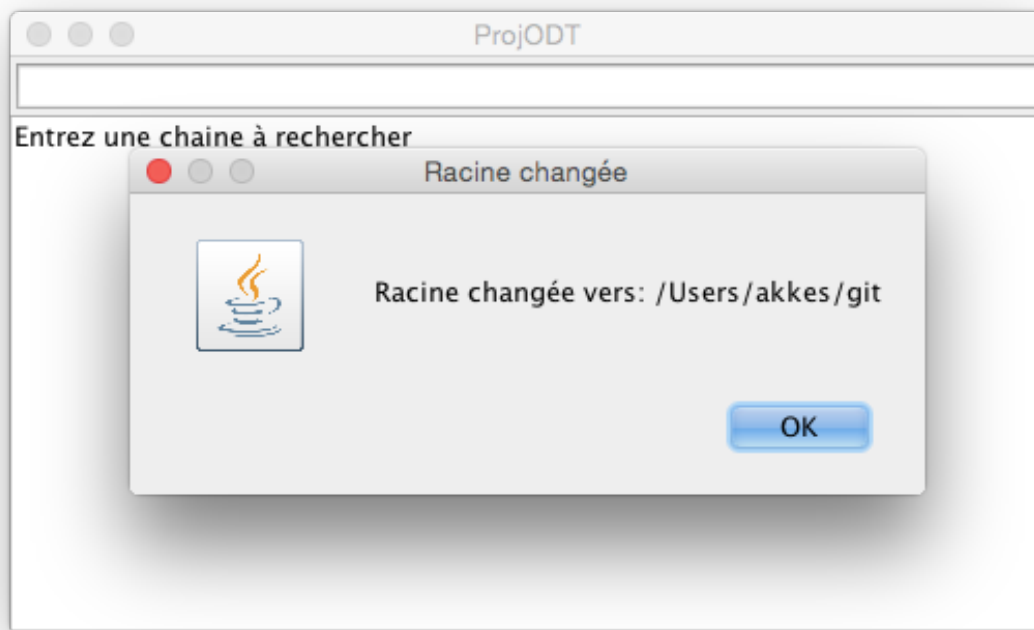 ProjODT
Entrez une chaine à rechercher
Racine changée
Racine changée vers: /Users/akkes/git
OK